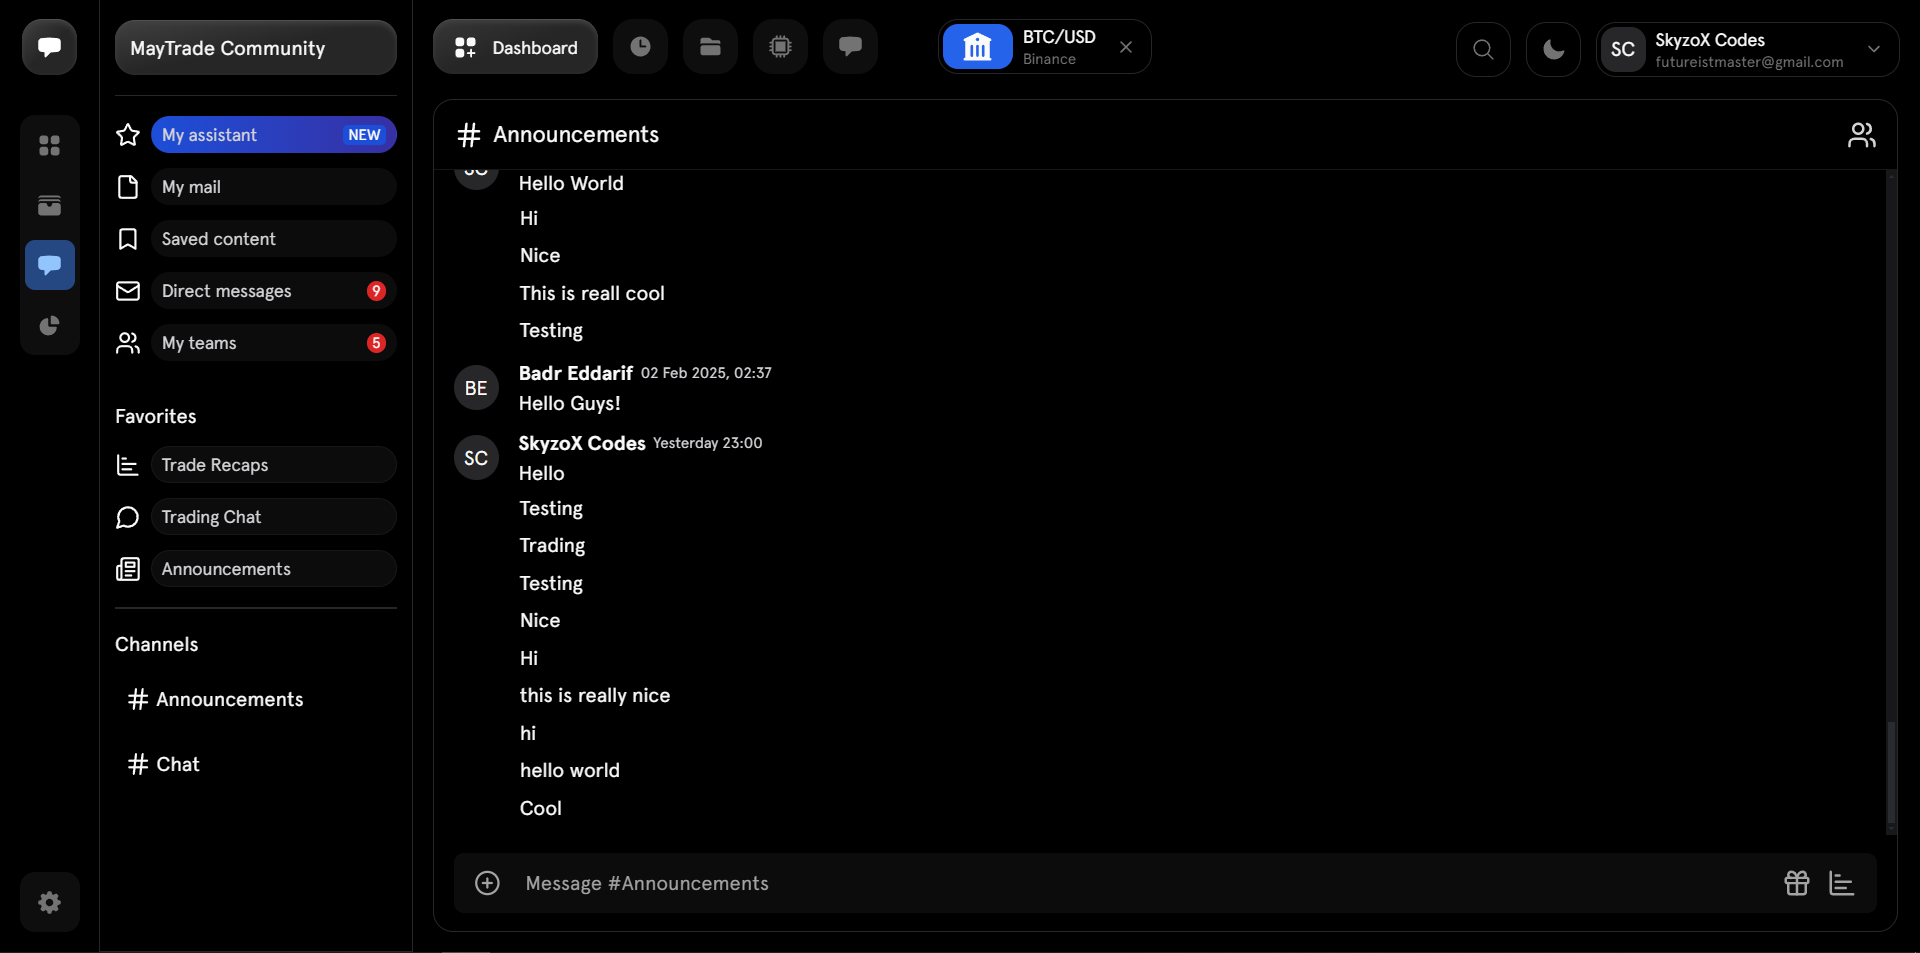 MayTrade Community
My assistant NEW
My mail
Saved content
Direct messages 9
My teams 5
Favorites
Trade Recaps
Trading Chat
Announcements
Channels
# Announcements
# Chat
Dashboard
BTC/USD
Binance
SC
SkyzoX Codes
futureistmaster@gmail.com
# Announcements
SC
Hello World
Hi
Nice
This is reall cool
Testing
BE
Badr Eddarif 02 Feb 2025, 02:37
Hello Guys!
SC
SkyzoX Codes Yesterday 23:00
Hello
Testing
Trading
Testing
Nice
Hi
this is really nice
hi
hello world
Cool
Message #Announcements